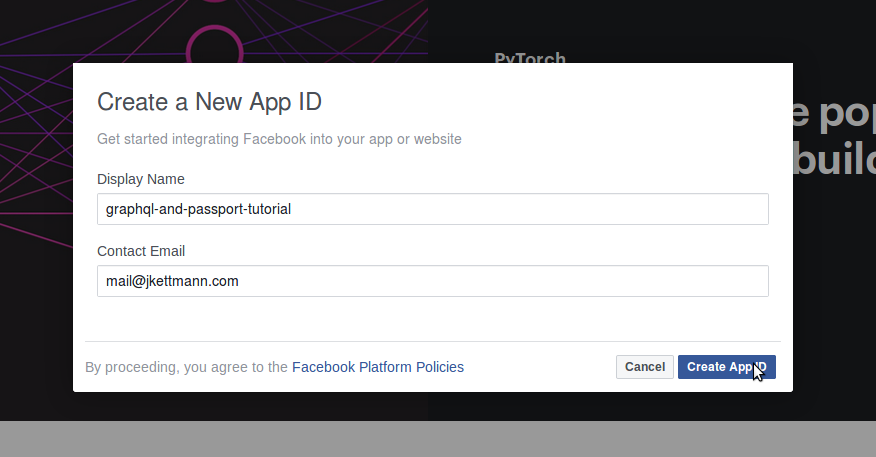 PyTorch
e pop
build
Create a New App ID
Get started integrating Facebook into your app or website
Display Name
graphql-and-passport-tutorial
Contact Email
mail@jkettmann.com
By proceeding, you agree to the Facebook Platform Policies
Cancel
Create App ID